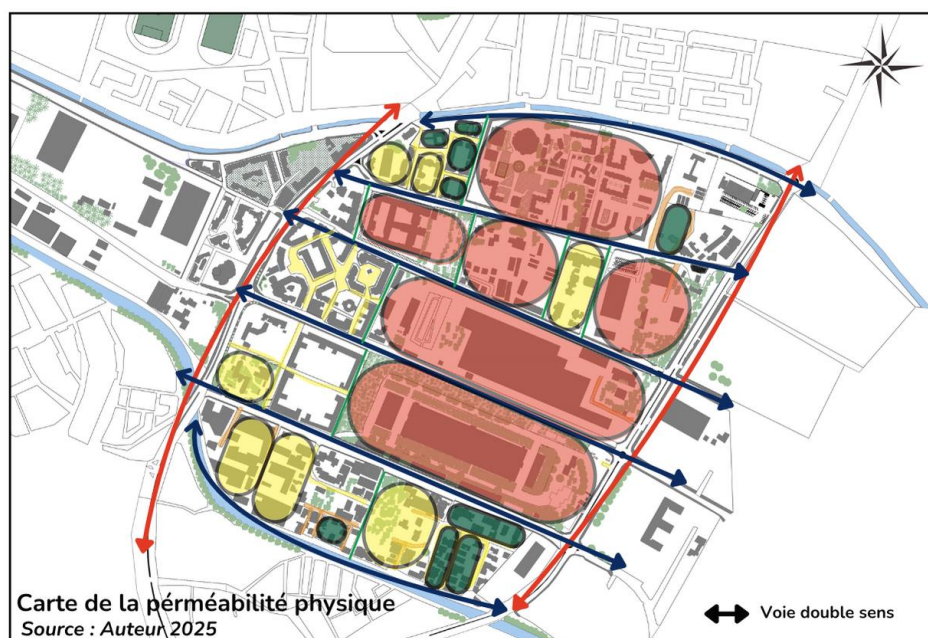 Carte de la pérméabilité physique
Source : Auteur 2025
Voie double sens